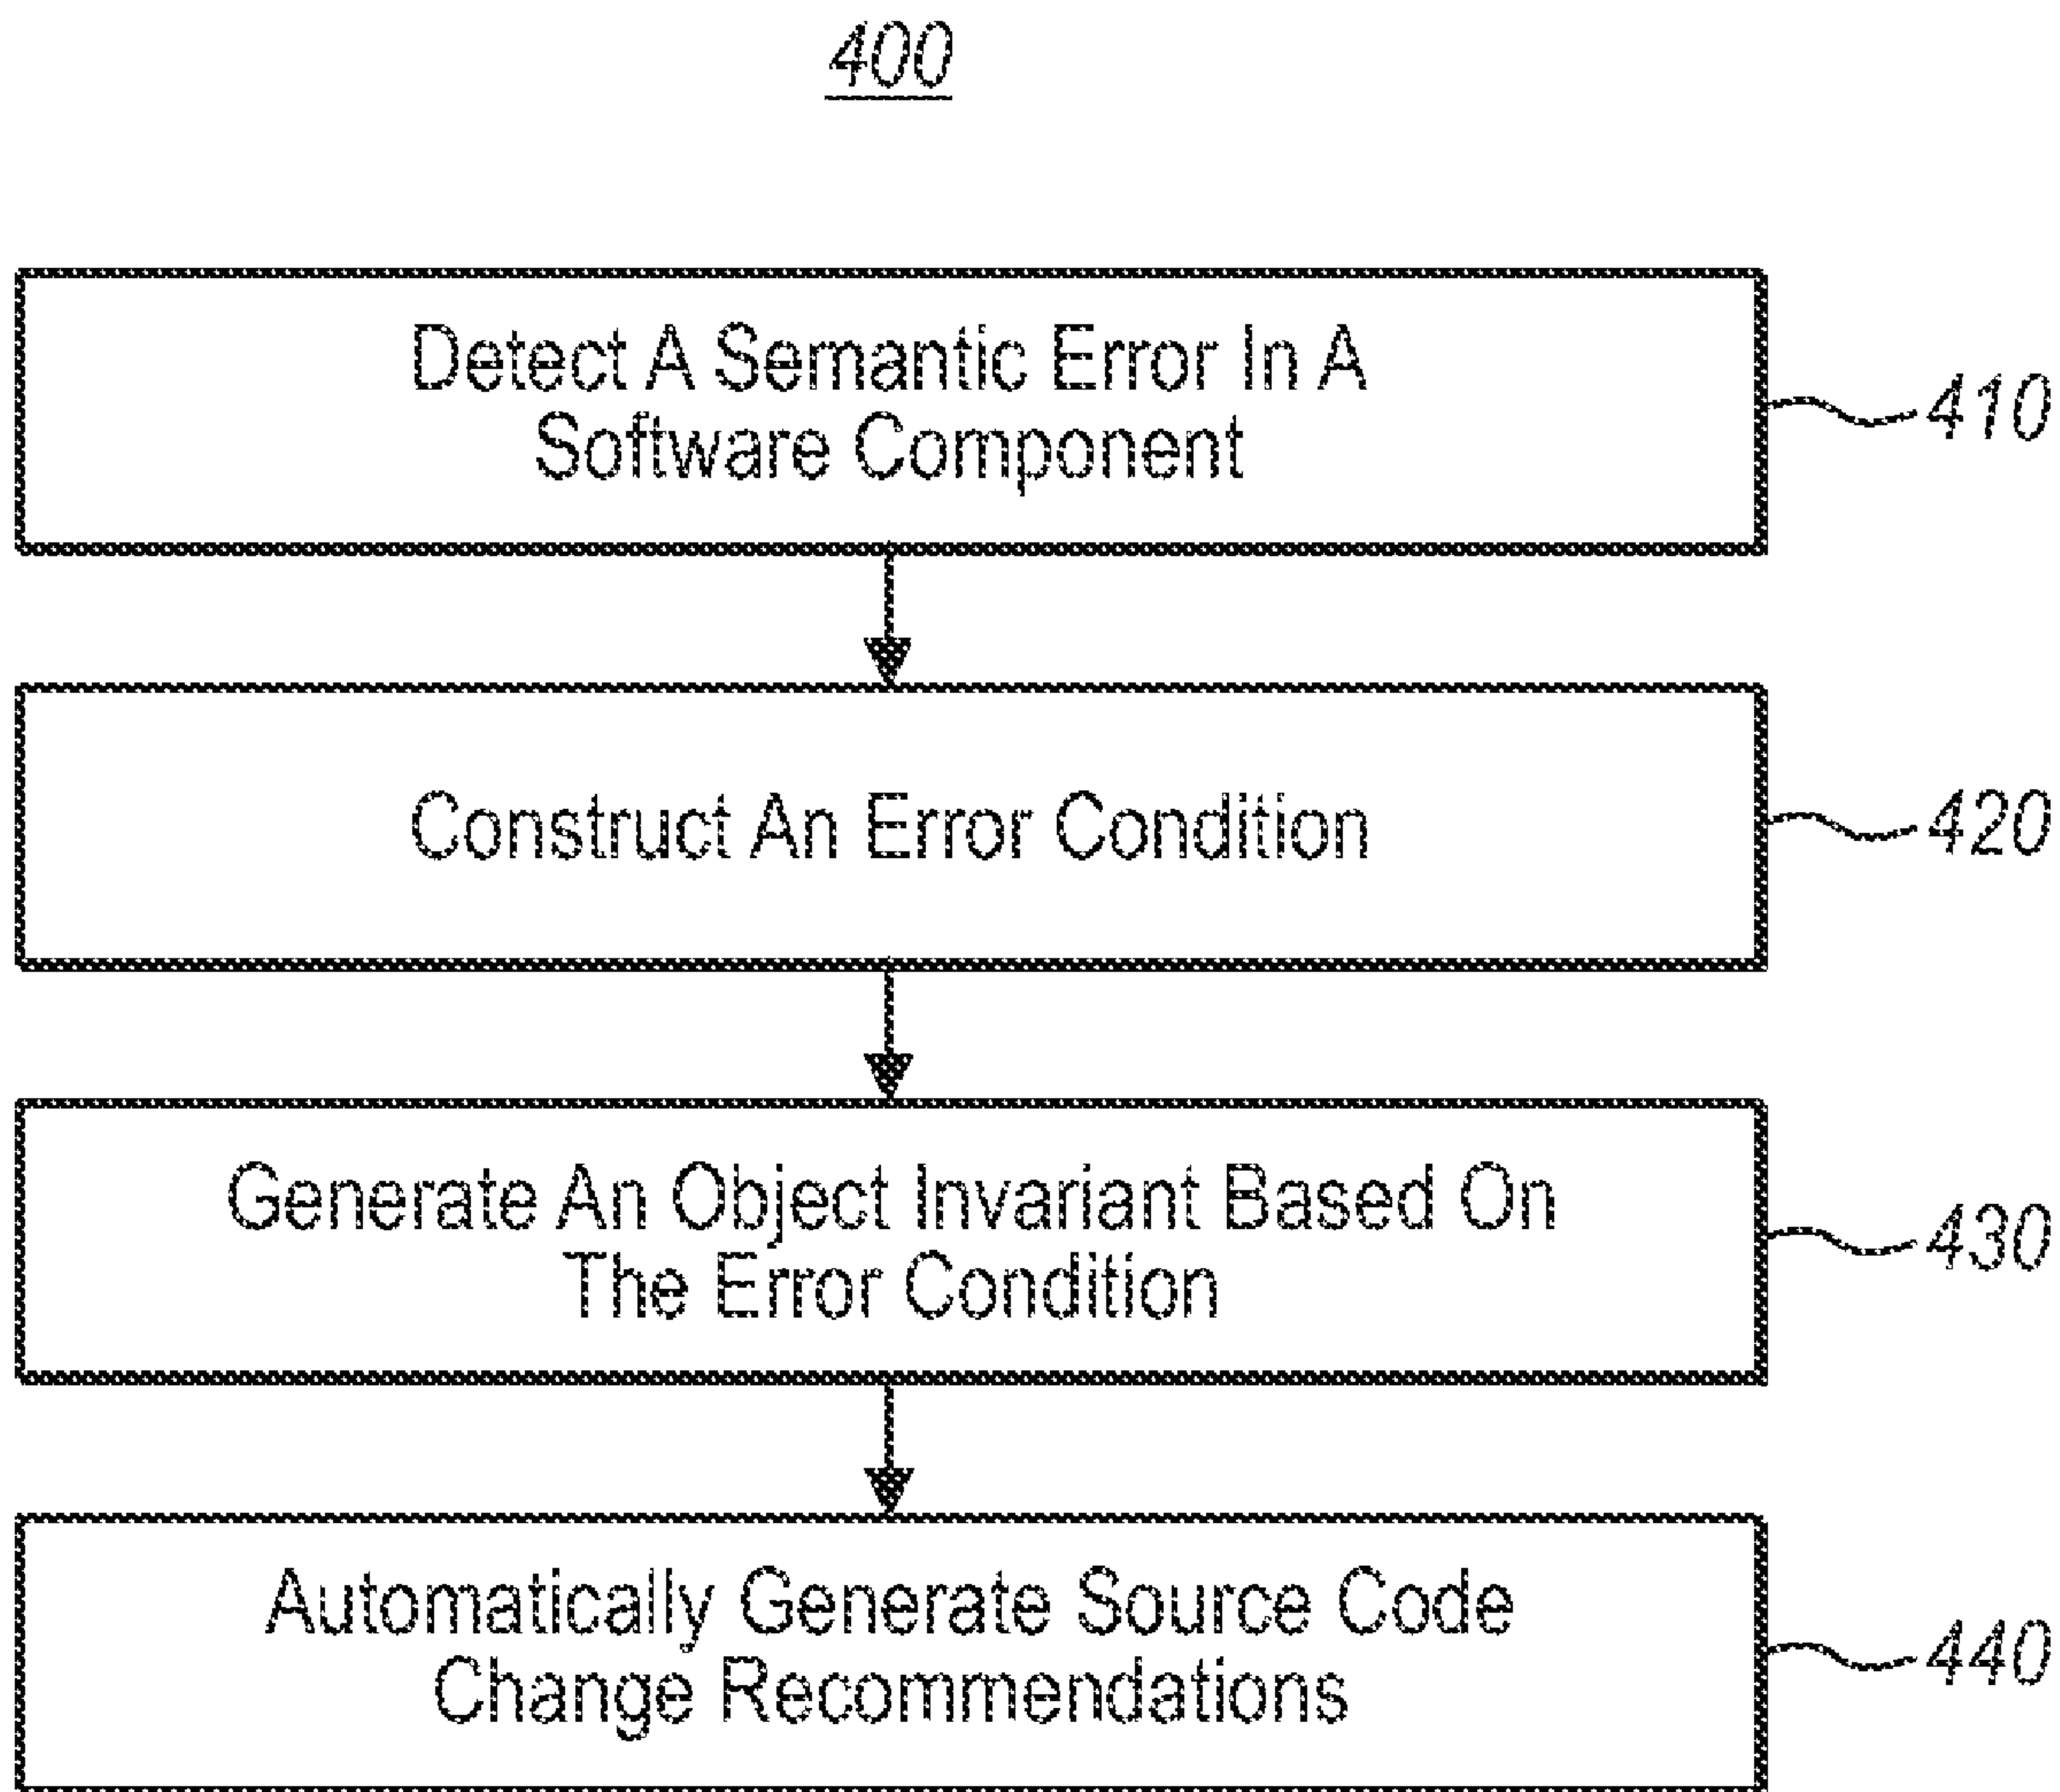 400
Detect A Semantic Error In A
Software Component
410
Construct An Error Condition
420
Generate An Object Invariant Based On
The Error Condition
430
Automatically Generate Source Code
Change Recommendations
440